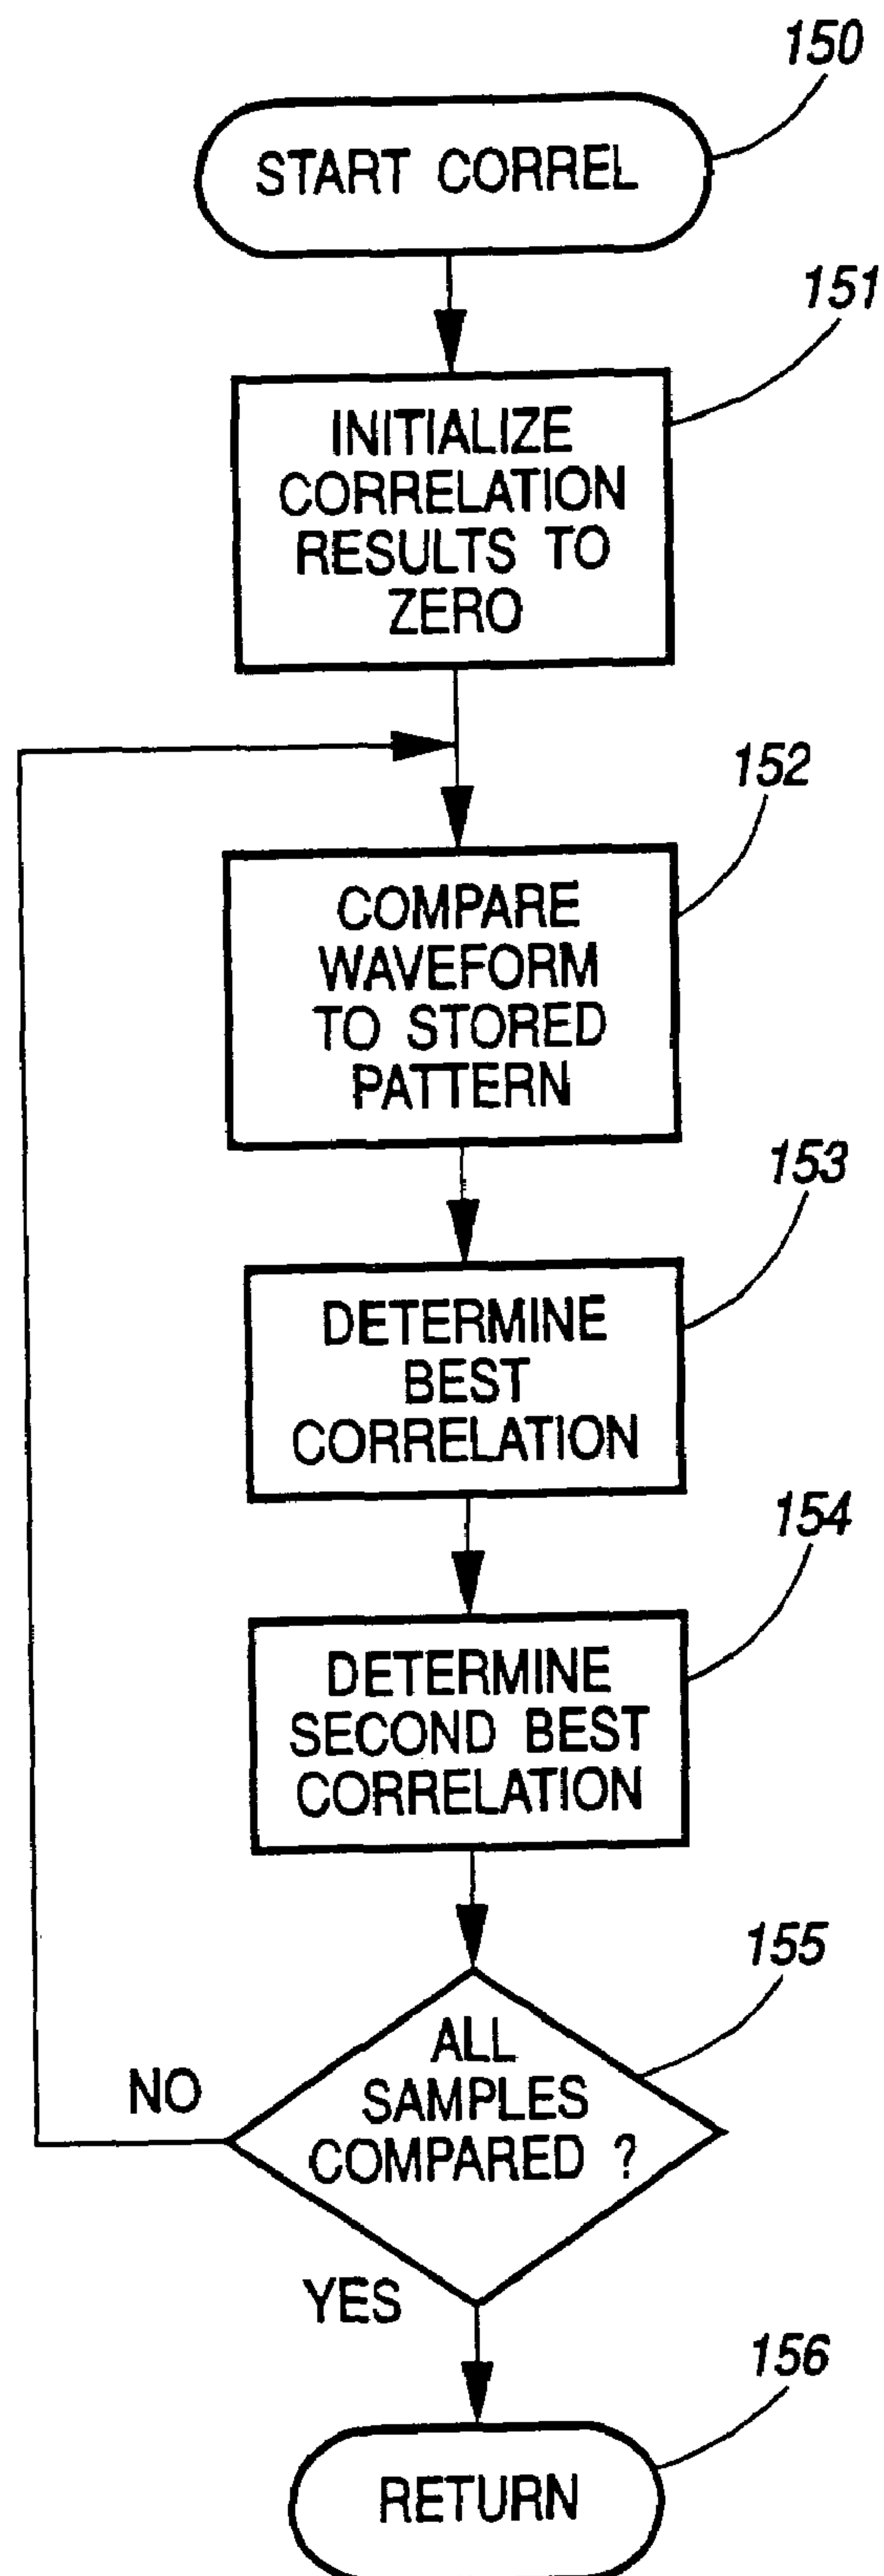 150
START CORREL
151
INITIALIZE
CORRELATION
RESULTS TO
ZERO
152
COMPARE
WAVEFORM
TO STORED
PATTERN
153
DETERMINE
BEST
CORRELATION
154
DETERMINE
SECOND BEST
CORRELATION
155
ALL
SAMPLES
COMPARED ?
NO
YES
156
RETURN